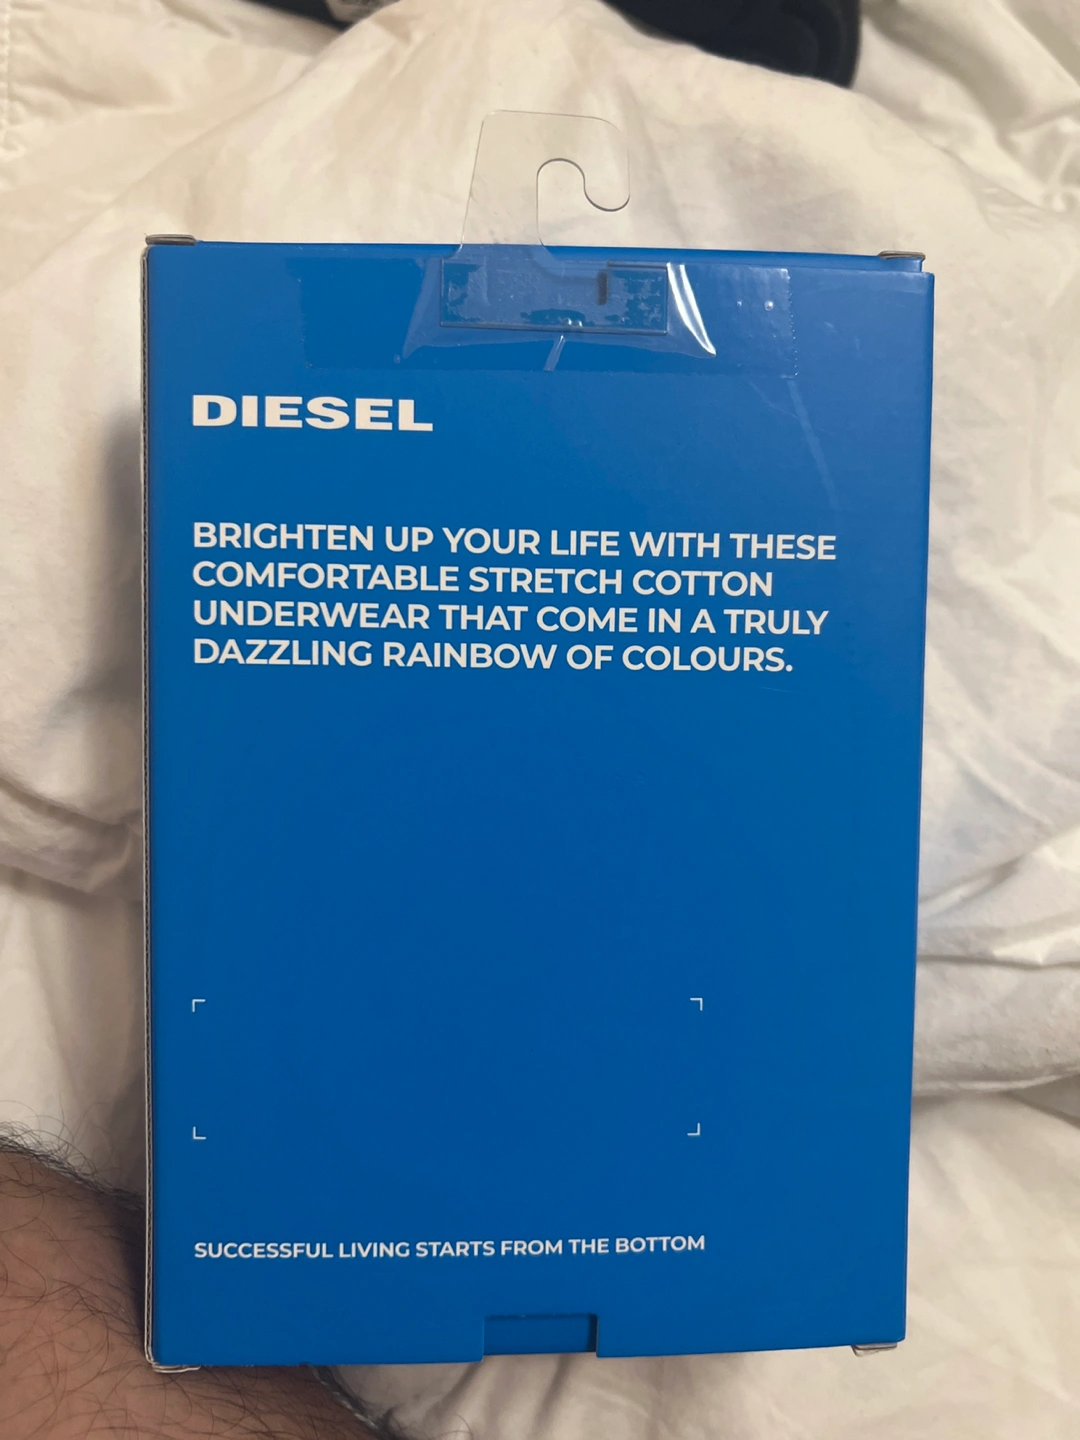 DIESEL
BRIGHTEN UP YOUR LIFE WITH THESE
COMFORTABLE STRETCH COTTON
UNDERWEAR THAT COME IN A TRULY
DAZZLING RAINBOW OF COLOURS.
SUCCESSFUL LIVING STARTS FROM THE BOTTOM